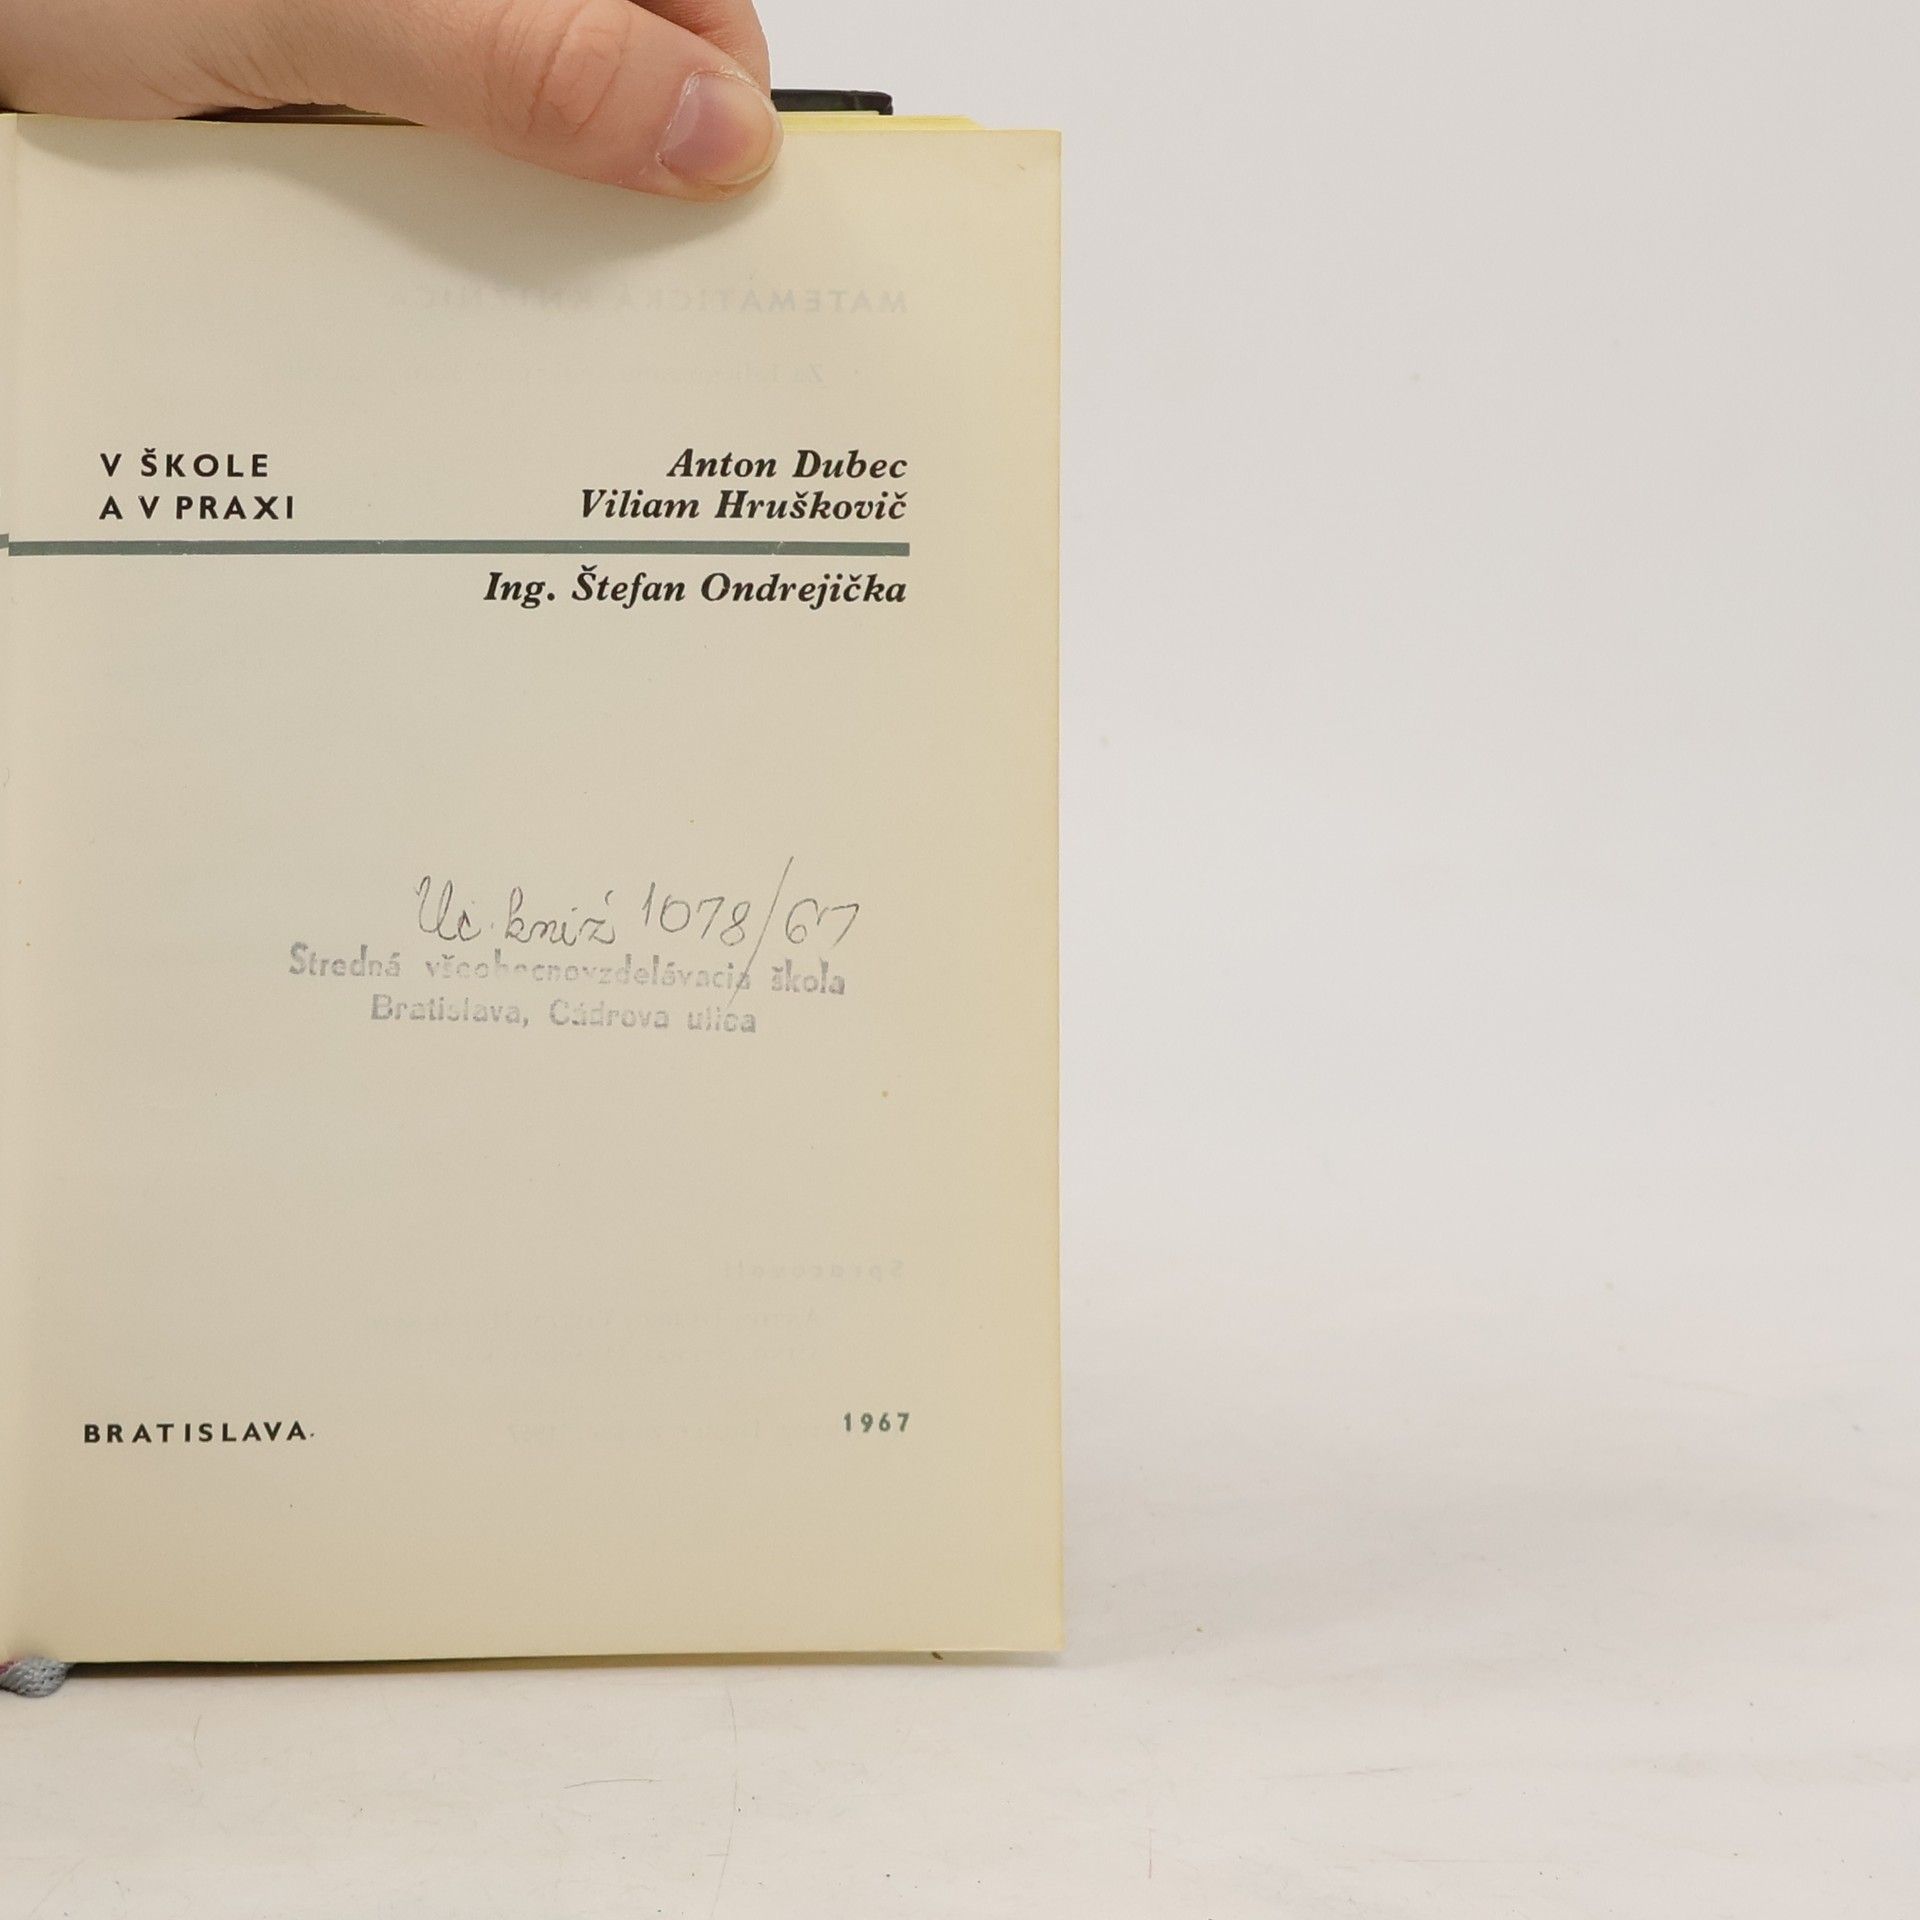 V ŠKOLE
A V PRAXI
Anton Dubec
Viliam Hruškovič
Ing. Štefan Ondrejička
Uč. kniž 1078/67
Stredná všeobecnovzdelávacia škola
Bratislava, Cádrova ulica
BRATISLAVA
1967